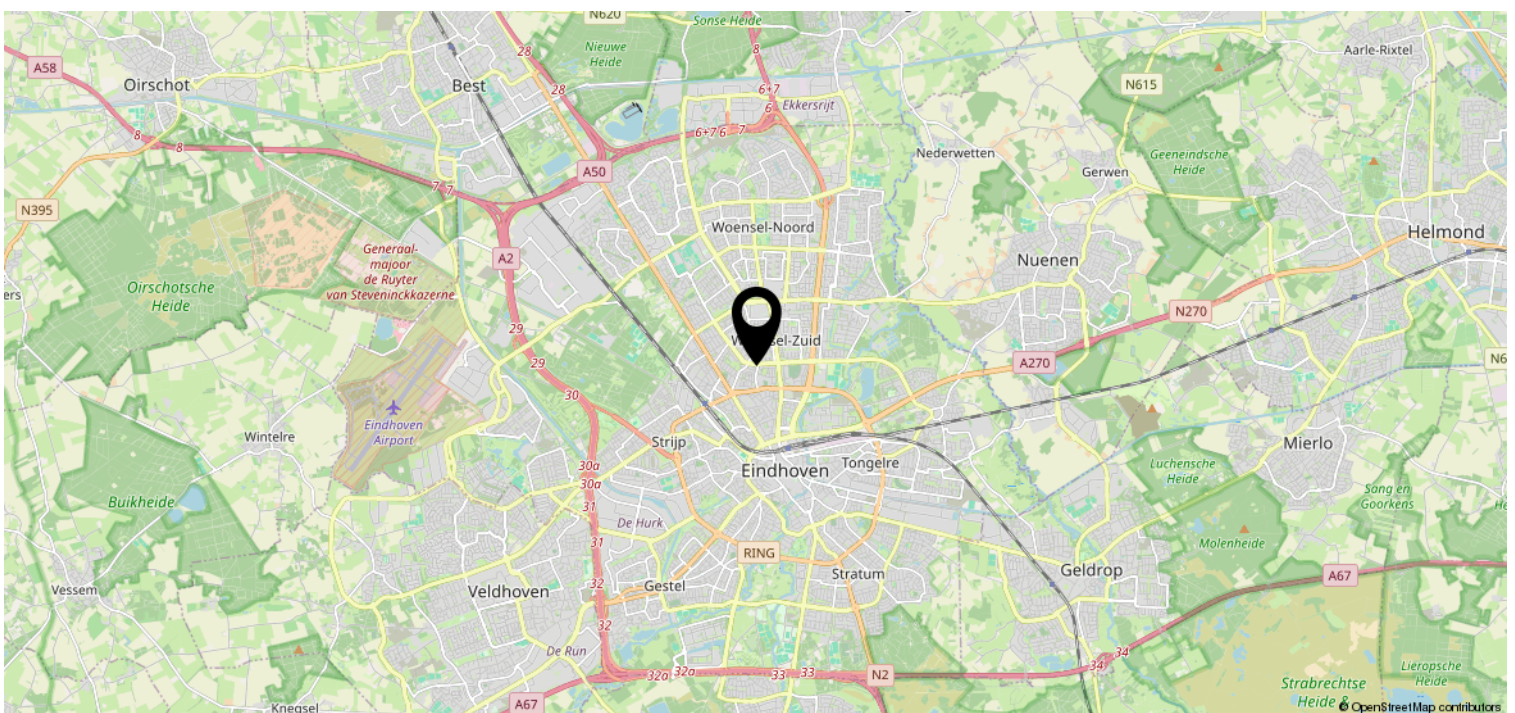 N620
Sonse Heide
8
28
Nieuwe
Heide
Aarle-Rixtel
A58
Oirschot
Best
28
6+7
6
Ekkersrijt
N615
8
8
6+7
6
7
A50
Nederwetten
Geeneindsche
Heide
Gerwen
7
7
N395
Woensel-Noord
Helmond
Generaal-
majoor
de Ruyter
van Steveninckkazerne
A2
Nuenen
Oirschotsche
Heide
ers
N270
29
29
-Zuid
A270
N6
30
Eindhoven
Airport
Wintelre
Strijp
Mierlo
30a
30a
Eindhoven
Tongelre
Luchensche
Heide
Buikheide
31
Sang en
Goorkens
He
De Hurk
31
RING
Molenheide
32
Gestel
Stratum
Geldrop
A67
Vessem
Veldhoven
32
De Run
32a
32a
33
33
N2
34
34
Lieropsche
Heide
Strabrechtse
Heide &
A67
Knegsel
© OpenStreetMap contributors